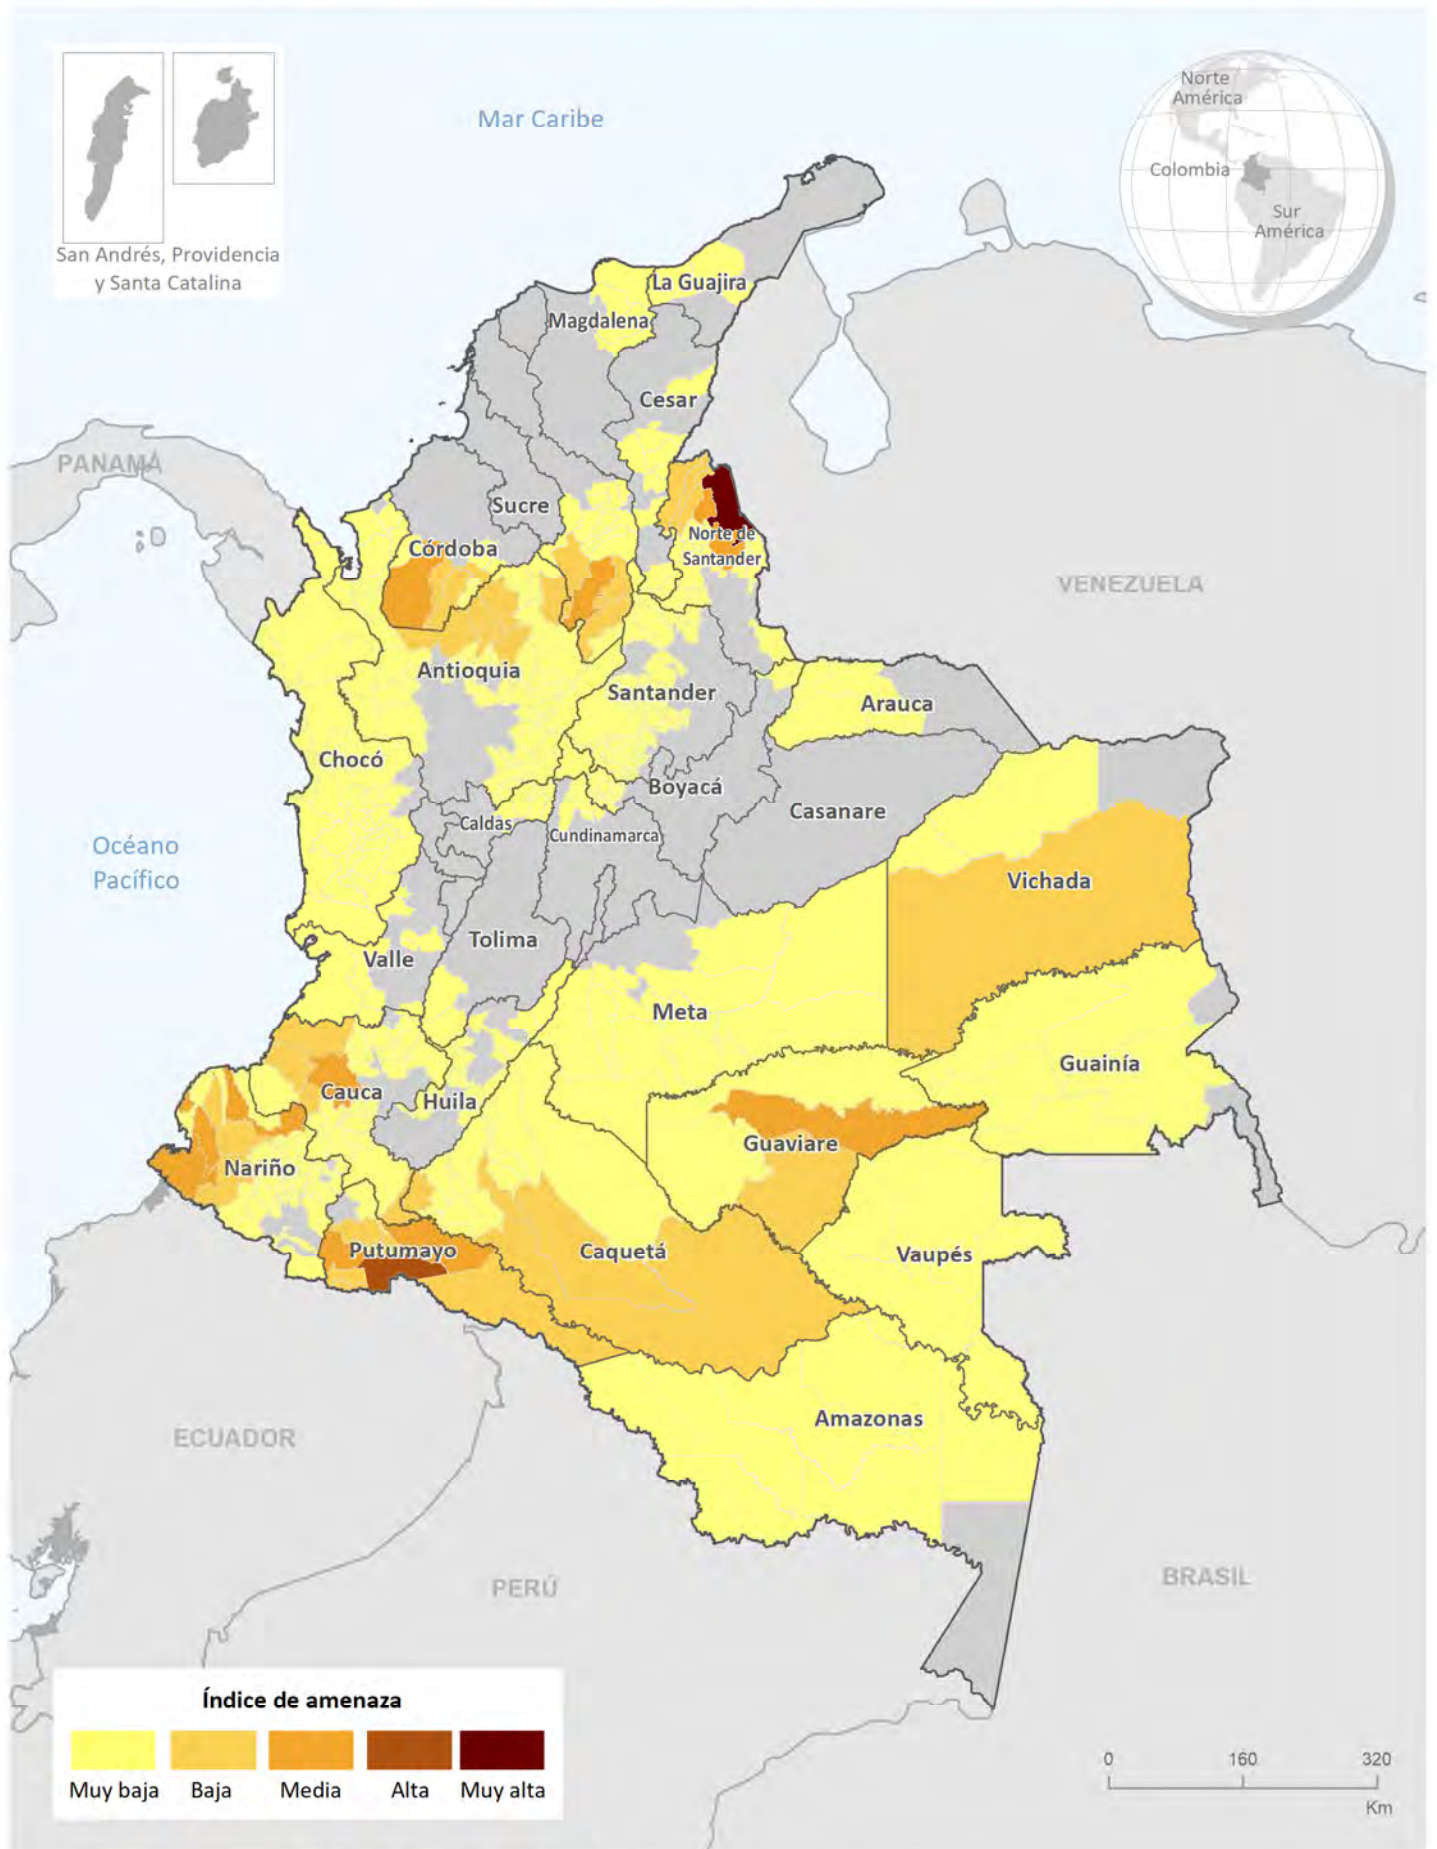 Norte
América
Mar Caribe
Colombia
Sur
América
San Andrés, Providencia
y Santa Catalina
La Guajira
Magdalena
Cesar
PANAMÁ
Sucre
Norte de
Santander
Córdoba
VENEZUELA
Antioquia
Santander
Arauca
Chocó
Boyacá
Casanare
Caldas
Cundinamarca
Océano
Pacífico
Vichada
Tolima
Valle
Meta
Guainía
Cauca
Huila
Guaviare
Nariño
Putumayo
Caquetá
Vaupés
Amazonas
ECUADOR
PERÚ
BRASIL
Índice de amenaza
Muy baja
Baja
Media
Alta
Muy alta
0 160 320
Km